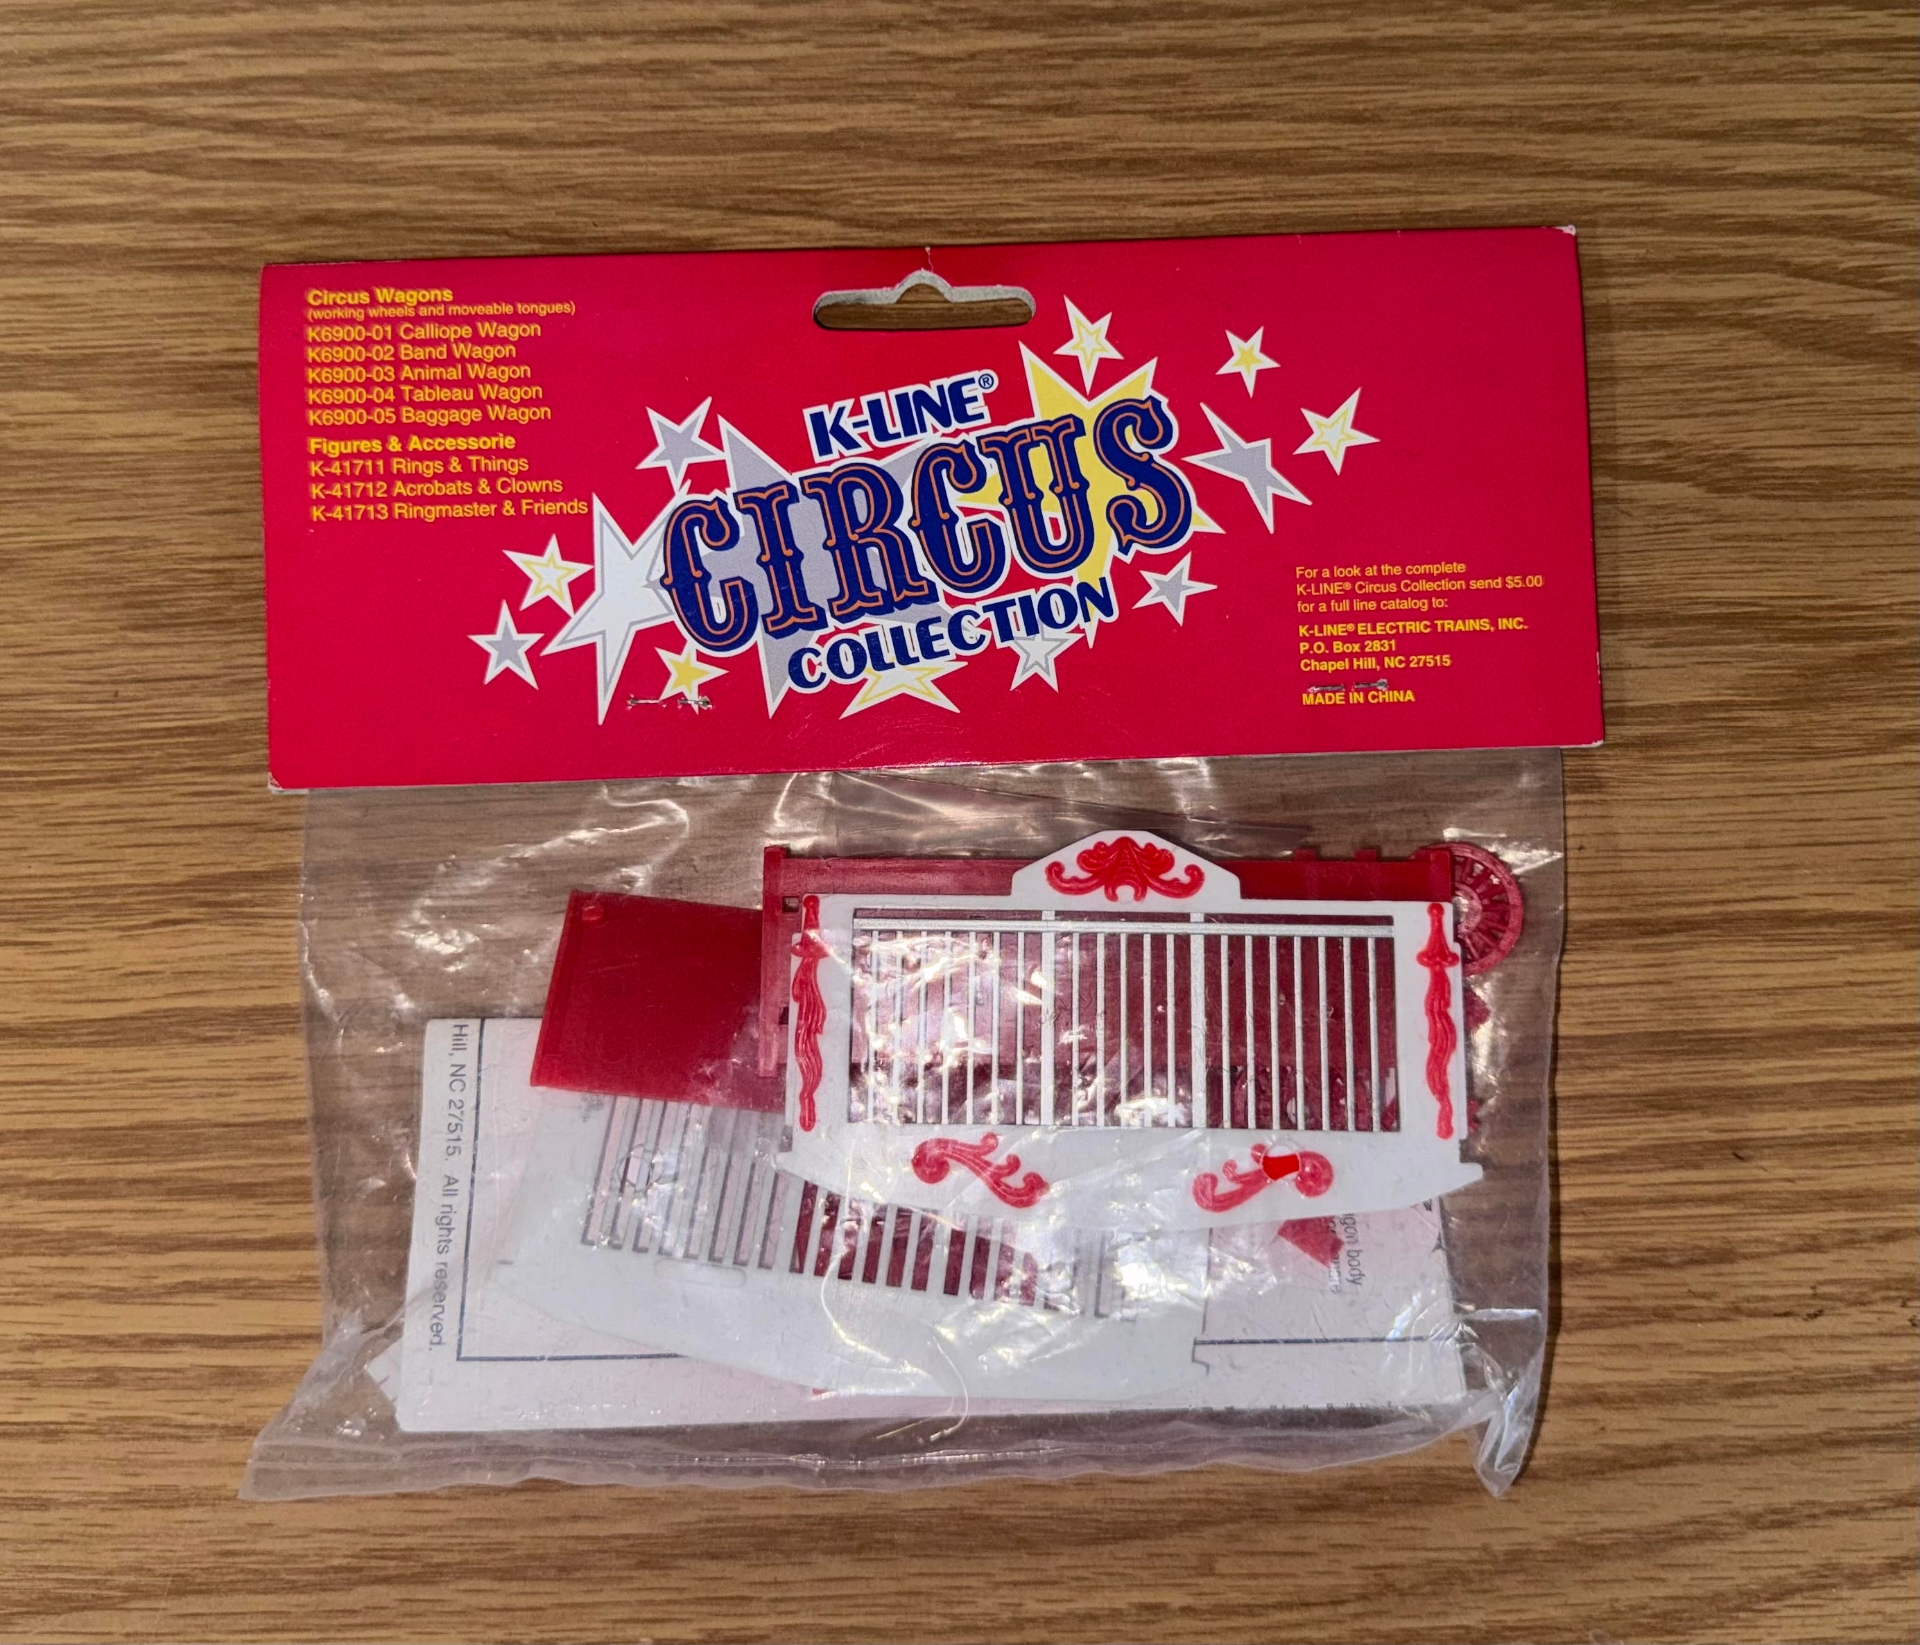 Circus Wagons
(working wheels and moveable tongues)
K6900-01 Calliope Wagon
K6900-02 Band Wagon
K6900-03 Animal Wagon
K6900-04 Tableau Wagon
K6900-05 Baggage Wagon
Figures & Accessorie
K-41711 Rings & Things
K-41712 Acrobats & Clowns
K-41713 Ringmaster & Friends
K-LINE®
CIRCUS
COLLECTION
For a look at the complete
K-LINE® Circus Collection send $5.00
for a full line catalog to:
K-LINE® ELECTRIC TRAINS, INC.
P.O. Box 2831
Chapel Hill, NC 27515
MADE IN CHINA
Hill, NC 27515. All rights reserved.
body